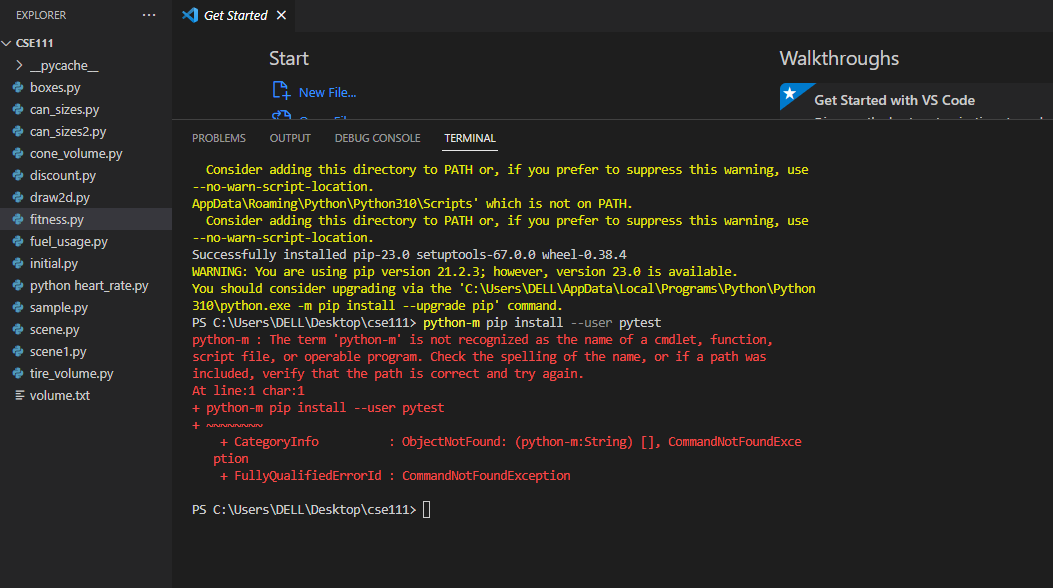 EXPLORER
···
Get Started
CSE111
__pycache__
boxes.py
can_sizes.py
can_sizes2.py
cone_volume.py
discount.py
draw2d.py
fitness.py
fuel_usage.py
initial.py
python heart_rate.py
sample.py
scene.py
scene1.py
tire_volume.py
volume.txt
Start
New File...
Walkthroughs
Get Started with VS Code
PROBLEMS OUTPUT DEBUG CONSOLE TERMINAL
Consider adding this directory to PATH or, if you prefer to suppress this warning, use
--no-warn-script-location.
AppData\Roaming\Python\Python310\Scripts' which is not on PATH.
Consider adding this directory to PATH or, if you prefer to suppress this warning, use
--no-warn-script-location.
Successfully installed pip-23.0 setuptools-67.0.0 wheel-0.38.4
WARNING: You are using pip version 21.2.3; however, version 23.0 is available.
You should consider upgrading via the 'C:\Users\DELL\AppData\Local\Programs\Python\Python
310\python.exe -m pip install --upgrade pip' command.
PS C:\Users\DELL\Desktop\cse111> python-m pip install --user pytest
python-m : The term 'python-m' is not recognized as the name of a cmdlet, function,
script file, or operable program. Check the spelling of the name, or if a path was
included, verify that the path is correct and try again.
At line:1 char:1
+ python-m pip install --user pytest
+ ~~~~~~~~
+ CategoryInfo : ObjectNotFound: (python-m:String) [], CommandNotFoundExce
ption
+ FullyQualifiedErrorId : CommandNotFoundException
PS C:\Users\DELL\Desktop\cse111>